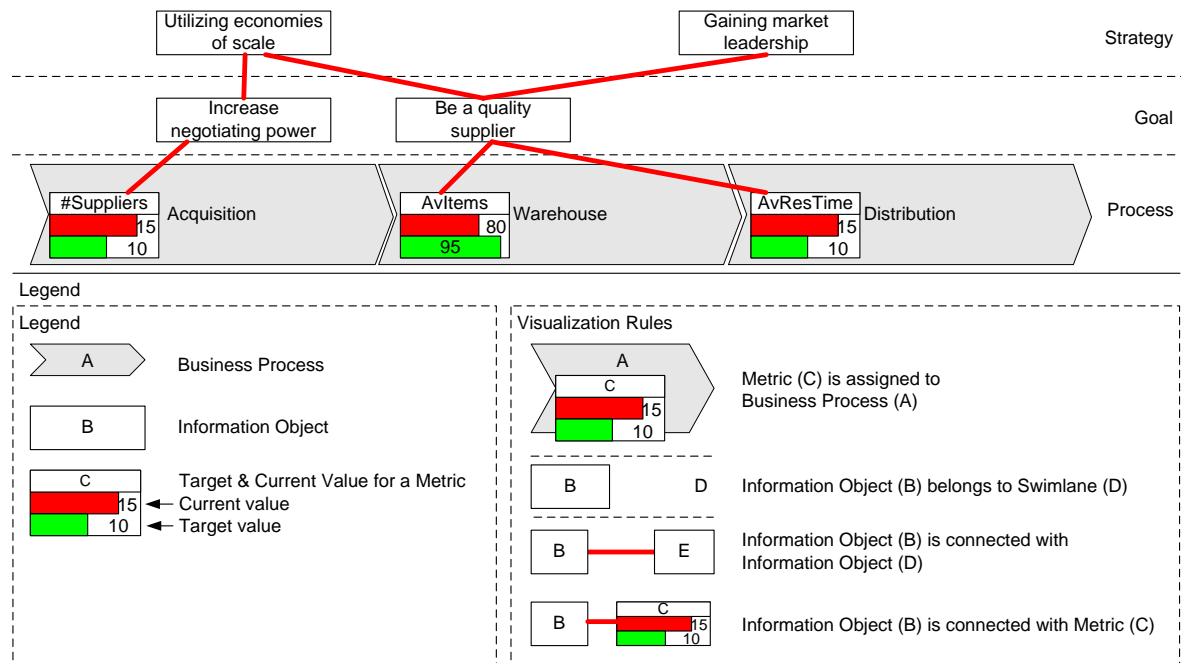 Utilizing economies
of scale
Gaining market
leadership
Strategy
Increase
negotiating power
Be a quality
supplier
Goal
#Suppliers
15
10
Acquisition
AvItems
80
95
Warehouse
AvResTime
15
10
Distribution
Process
Legend
Legend
A
Business Process
B
Information Object
C
15
10
Target & Current Value for a Metric
Current value
Target value
Visualization Rules
A
C
15
10
Metric (C) is assigned to
Business Process (A)
B
D
Information Object (B) belongs to Swimlane (D)
B
E
Information Object (B) is connected with
Information Object (D)
B
C
15
10
Information Object (B) is connected with Metric (C)